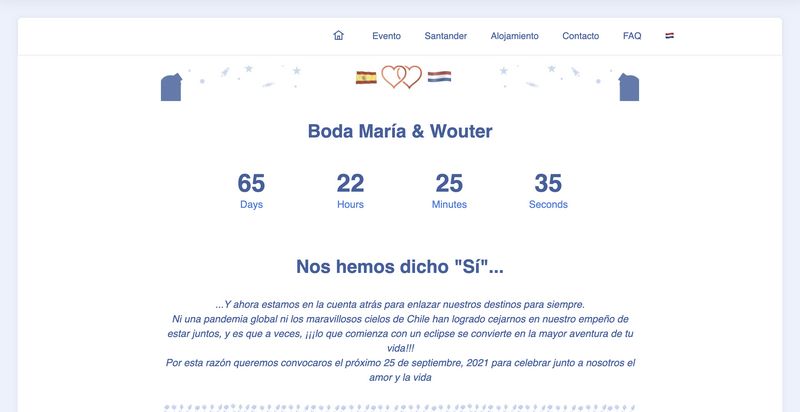 Evento Santander Alojamiento Contacto FAQ
Boda María & Wouter
65 22 25 35
Days Hours Minutes Seconds
Nos hemos dicho "Sí"...
...Y ahora estamos en la cuenta atrás para enlazar nuestros destinos para siempre.
Ni una pandemia global ni los maravillosos cielos de Chile han logrado cejarnos en nuestro empeño de
estar juntos, y es que a veces, ¡¡¡lo que comienza con un eclipse se convierte en la mayor aventura de tu
vida!!!
Por esta razón queremos convocaros el próximo 25 de septiembre, 2021 para celebrar junto a nosotros el
amor y la vida